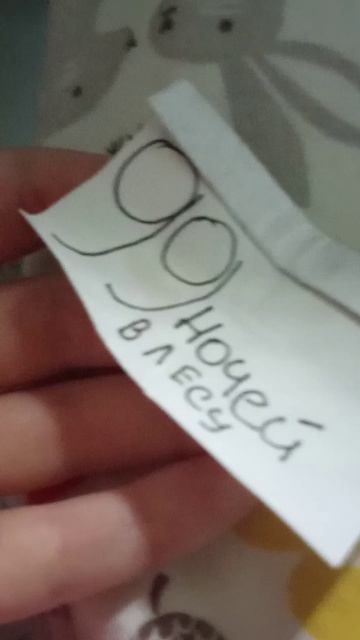 99
ночей
в лесу